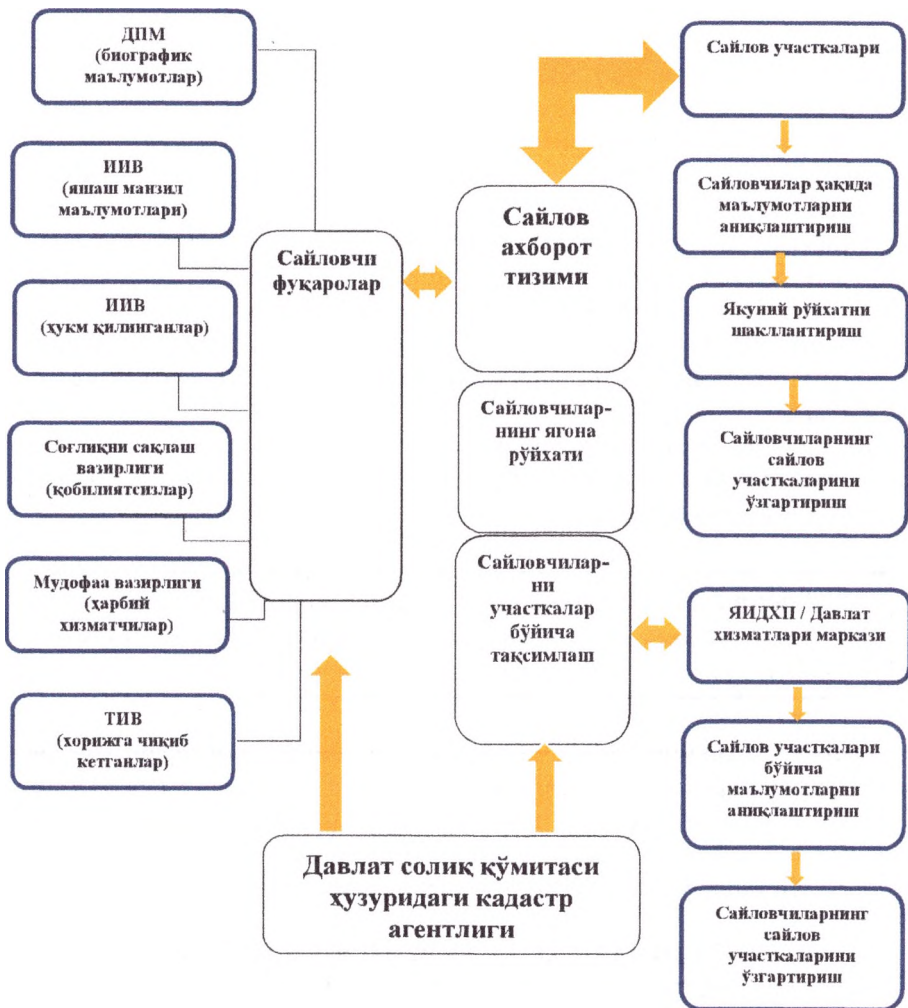 ДПМ
(биографик
маълумотлар)
ИИВ
(яшаш манзил
маълумотлари)
ИИВ
(ҳукм қилинганлар)
Соғлиқни сақлаш
вазирлиги
(қобилиятсизлар)
Мудофаа вазирлиги
(ҳарбий
хизматчилар)
ТИВ
(хорижга чиқиб
кетганлар)
Сайловчи
фуқаролар
Сайлов
ахборот
тизими
Сайловчилар-
нинг ягона
рўйхати
Сайловчилар-
ни
участкалар
бўйича
тақсимлаш
Давлат солиқ қўмитаси
ҳузуридаги кадастр
агентлиги
Сайлов участкалари
Сайловчилар ҳақида
маълумотларни
аниқлаштириш
Якуний рўйхатни
шакллантириш
Сайловчиларнинг
сайлов
участкаларини
ўзгартириш
ЯИДХП / Давлат
хизматлари маркази
Сайлов участкалари
бўйича
маълумотларни
аниқлаштириш
Сайловчиларнинг
сайлов
участкаларини
ўзгартириш